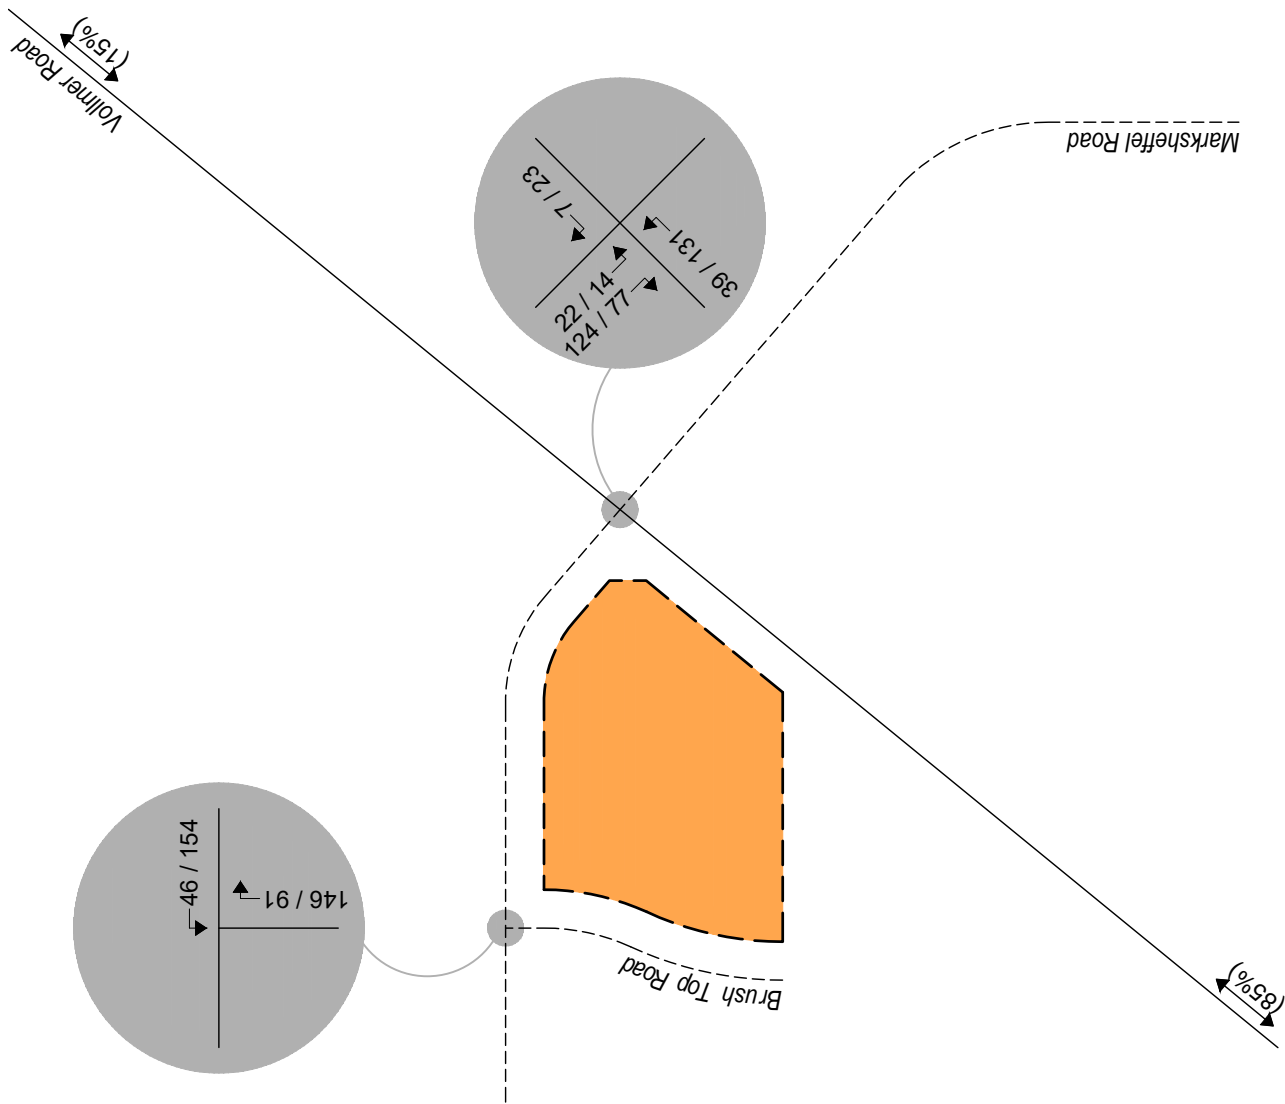 Vollmer Road
(15%)
Marksheffel Road
7 / 23
39 / 131
22 / 14
124 / 77
46 / 154
146 / 91
Brush Top Road
(85%)